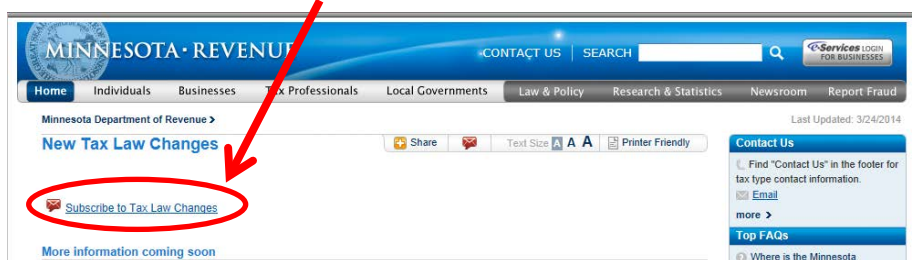 MINNESOTA · REVENUE
CONTACT US | SEARCH
e-Services LOGIN
FOR BUSINESSES
Home Individuals Businesses Tax Professionals Local Governments Law & Policy Research & Statistics Newsroom Report Fraud
Minnesota Department of Revenue >
Last Updated: 3/24/2014
New Tax Law Changes
Share
Text Size A A A
Printer Friendly
Subscribe to Tax Law Changes
More information coming soon
Contact Us
Find "Contact Us" in the footer for
tax type contact information.
Email
more >
Top FAQs
Where is the Minnesota